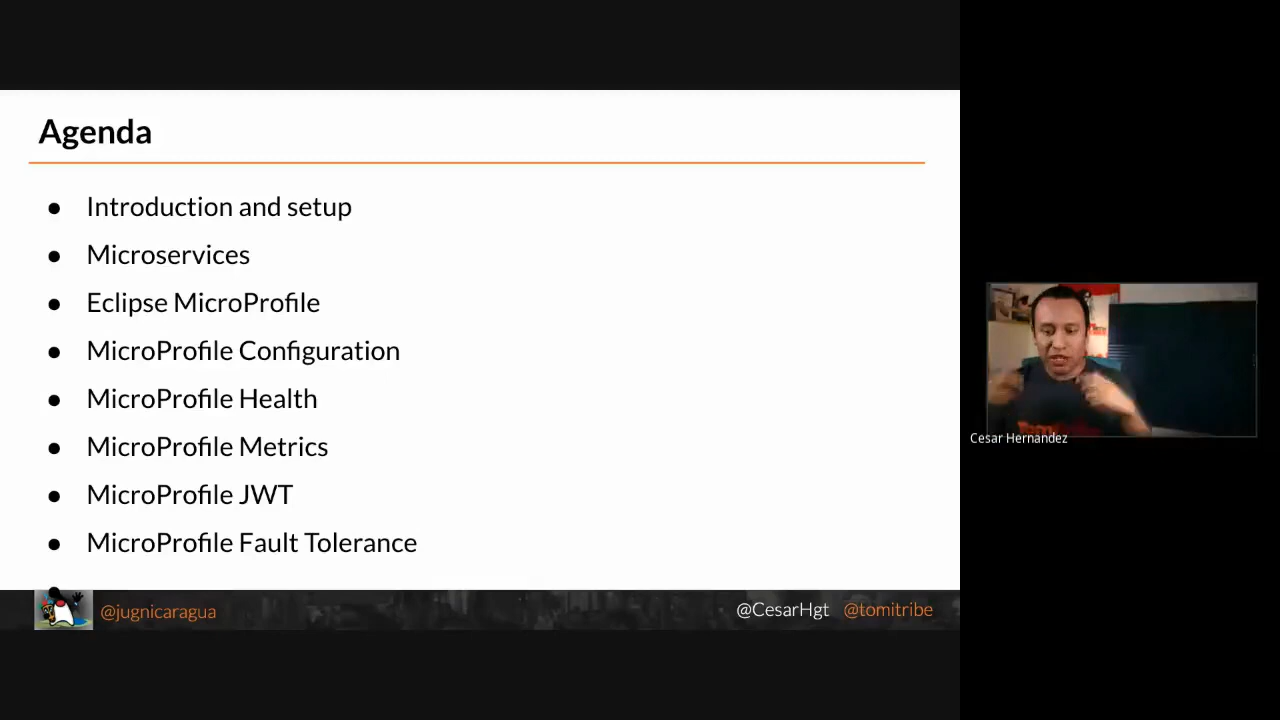 Agenda
● Introduction and setup
● Microservices
● Eclipse MicroProfile
● MicroProfile Configuration
● MicroProfile Health
● MicroProfile Metrics
● MicroProfile JWT
● MicroProfile Fault Tolerance
@jugnicaragua
@CesarHgt @tomitribe
Cesar Hernandez